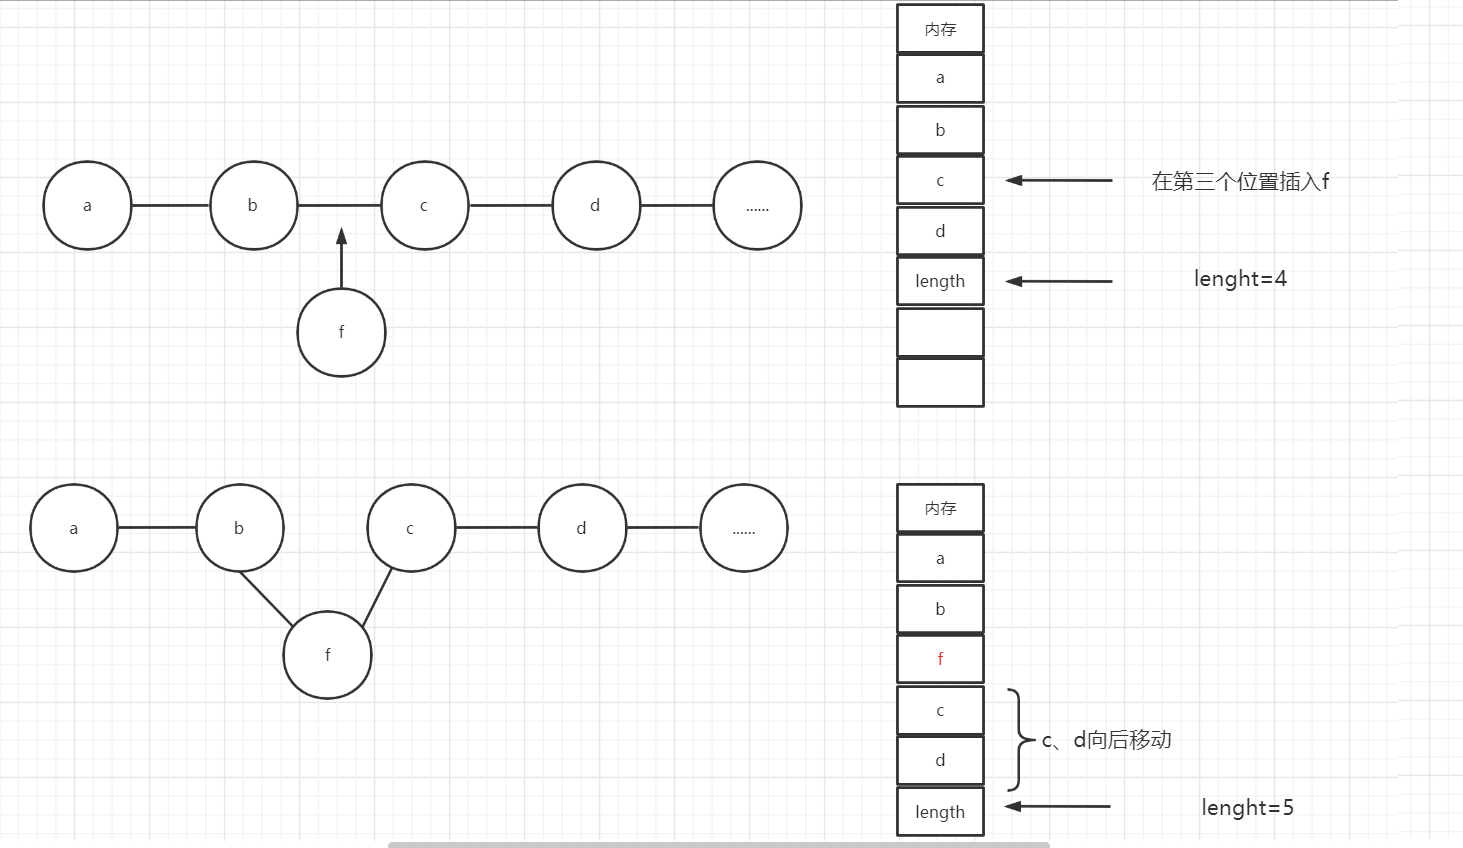 内存
a
b
c
d
length
在第三个位置插入f
lenght=4
a
b
c
d
......
f
a
b
c
d
......
f
内存
a
b
f
c
d
length
c、d向后移动
lenght=5